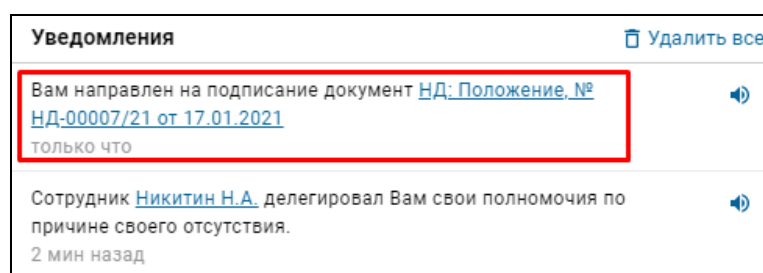 Уведомления Удалить все
Вам направлен на подписание документ НД: Положение, №
НД-00007/21 от 17.01.2021
только что
Сотрудник Никитин Н.А. делегировал Вам свои полномочия по
причине своего отсутствия.
2 мин назад